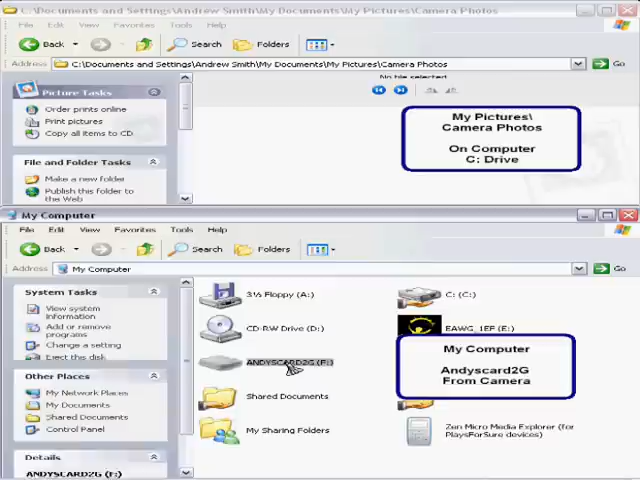 C:\Documents and Settings\Andrew Smith\My Documents\My Pictures\Camera Photos
File Edit View Favorites Tools Help
Back Search Folders
Address C:\Documents and Settings\Andrew Smith\My Documents\My Pictures\Camera Photos Go
No file selected.
Picture Tasks
Order prints online
Print pictures
Copy all items to CD
File and Folder Tasks
Make a new folder
Publish this folder to
the Web
My Pictures\
Camera Photos
On Computer
C: Drive
My Computer
File Edit View Favorites Tools Help
Back Search Folders
Address My Computer Go
System Tasks
View system
information
Add or remove
programs
Change a setting
Eject this disk
Other Places
My Network Places
My Documents
Shared Documents
Control Panel
Details
ANDYSCARD2G (F:)
3½ Floppy (A:)
C: (C:)
CD-RW Drive (D:)
EAWG_1EP (E:)
ANDYSCARD2G (F:)
Shared Documents
My Sharing Folders
Zen Micro Media Explorer (for
PlaysForSure devices)
My Computer
Andyscard2G
From Camera